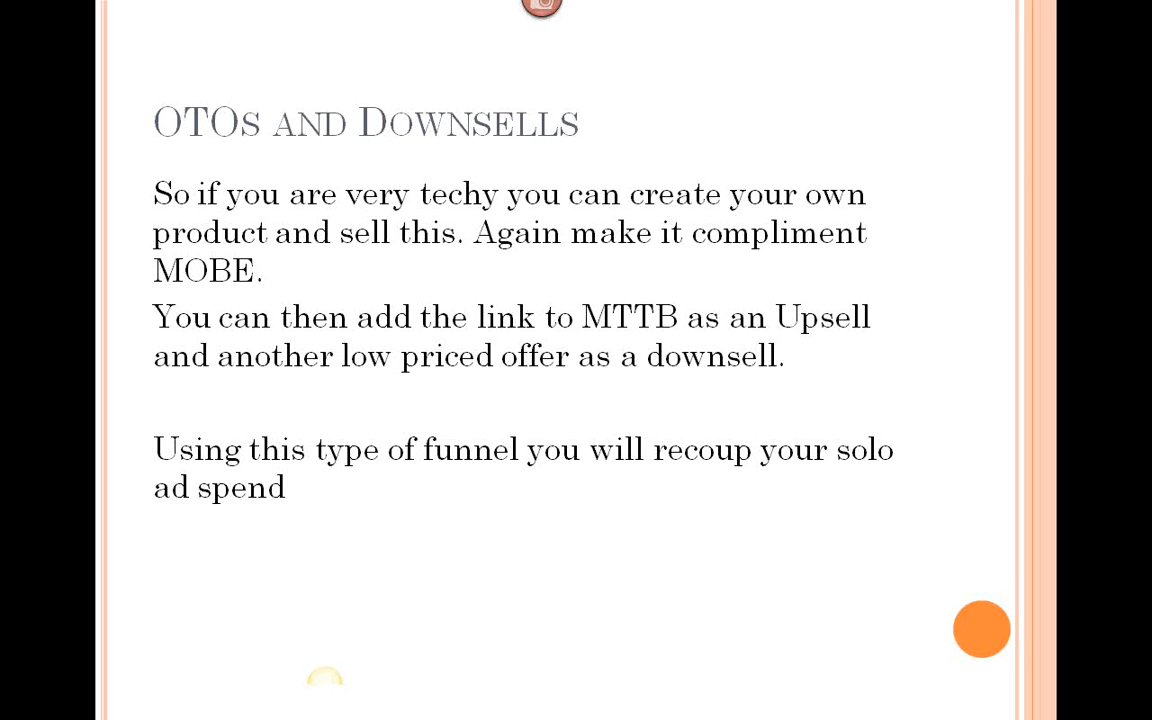 OTOs and Downsells
So if you are very techy you can create your own
product and sell this. Again make it compliment
MOBE.
You can then add the link to MTTB as an Upsell
and another low priced offer as a downsell.
Using this type of funnel you will recoup your solo
ad spend